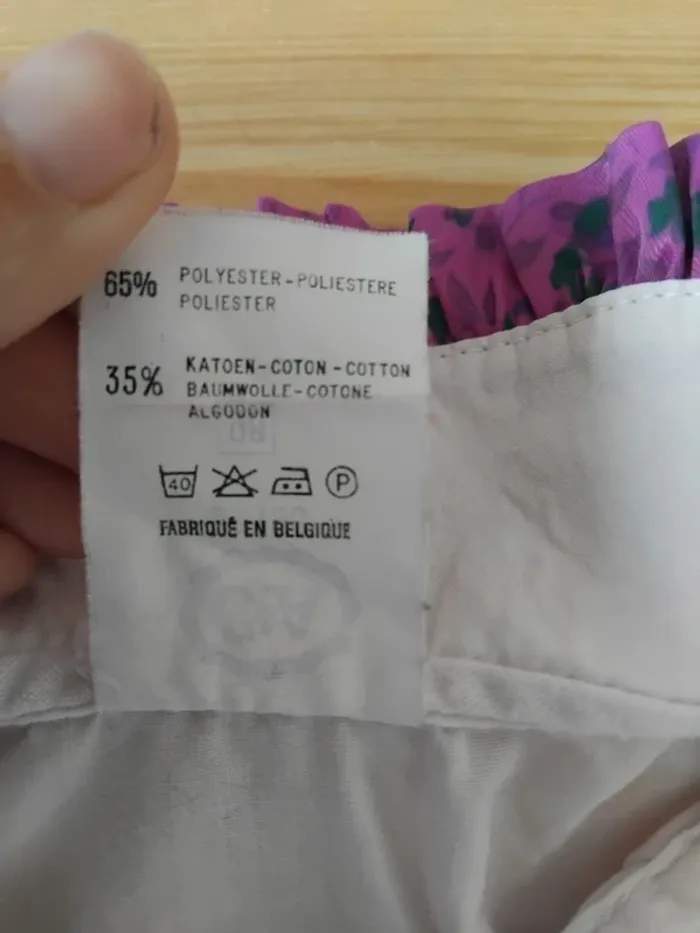 65% POLYESTER-POLIESTERE
POLIESTER
35% KATOEN-COTON-COTTON
BAUMWOLLE-COTONE
ALGODON
40 P
FABRIQUÉ EN BELGIQUE